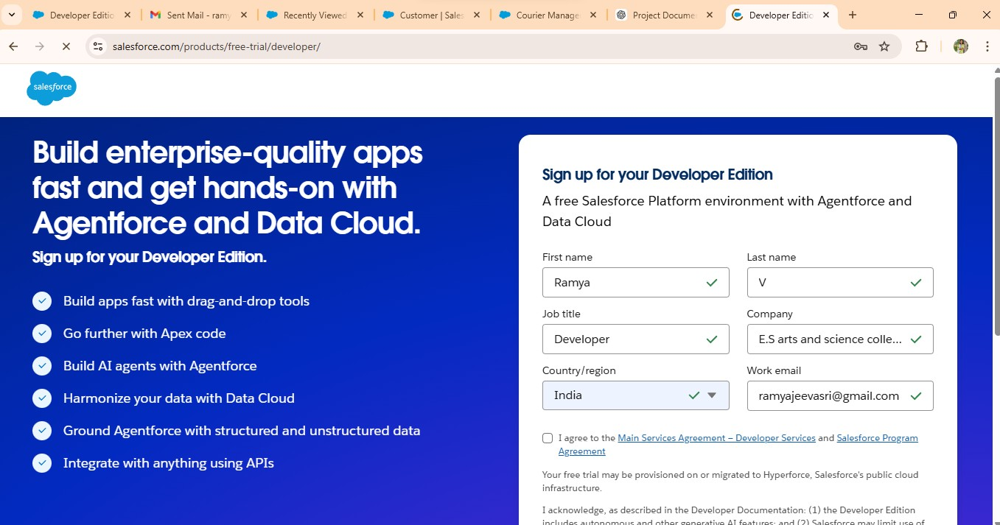 Developer Editio
Sent Mail - ramy
Recently Viewed
Customer | Sales
Courier Manage
Project Docume
Developer Editio
salesforce.com/products/free-trial/developer/
salesforce
Build enterprise-quality apps
fast and get hands-on with
Agentforce and Data Cloud.
Sign up for your Developer Edition.
Build apps fast with drag-and-drop tools
Go further with Apex code
Build AI agents with Agentforce
Harmonize your data with Data Cloud
Ground Agentforce with structured and unstructured data
Integrate with anything using APIs
Sign up for your Developer Edition
A free Salesforce Platform environment with Agentforce and
Data Cloud
First name
Last name
Ramya
V
Job title
Company
Developer
E.S arts and science colle...
Country/region
Work email
India
ramyajeevasri@gmail.com
I agree to the Main Services Agreement – Developer Services and Salesforce Program
Agreement
Your free trial may be provisioned on or migrated to Hyperforce, Salesforce's public cloud
infrastructure.
I acknowledge, as described in the Developer Documentation: (1) the Developer Edition
includes autonomous and other generative AI features; and (2) Salesforce may limit use of